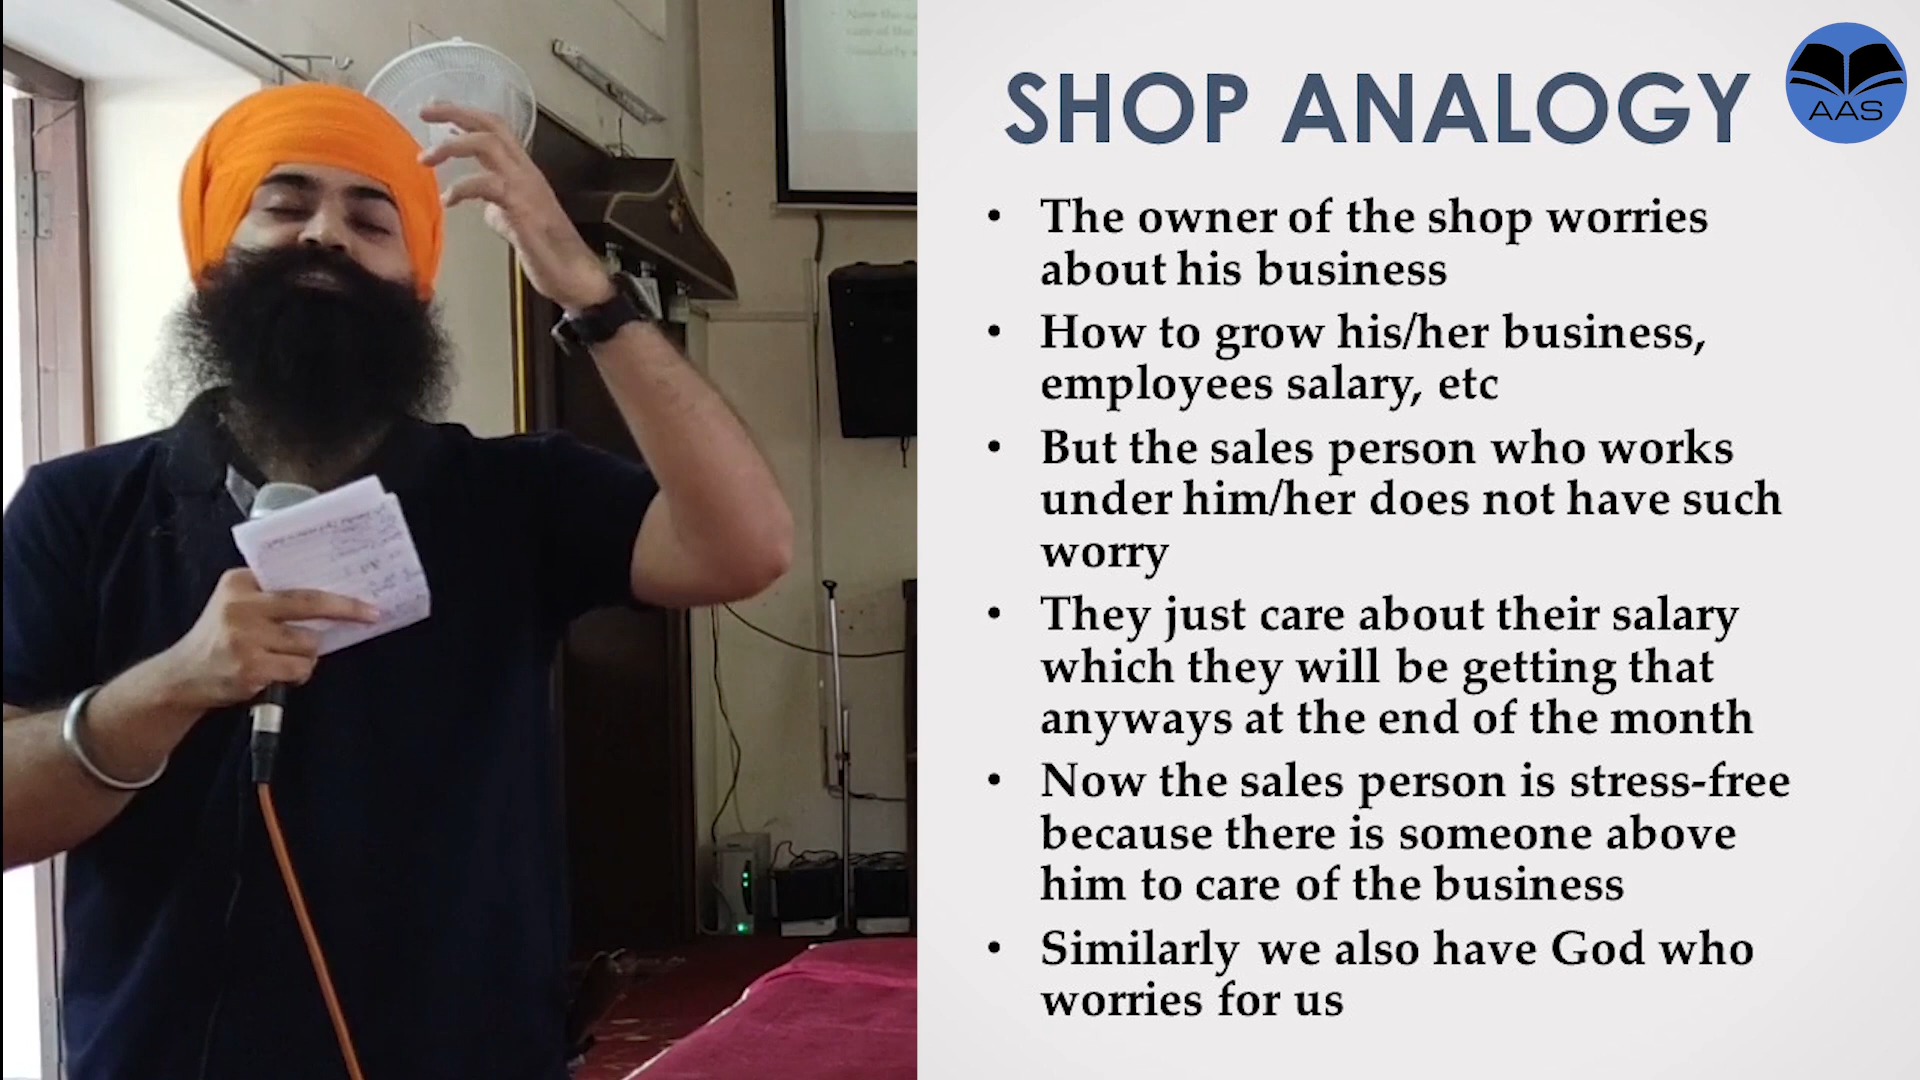 SHOP ANALOGY
AAS
• The owner of the shop worries
about his business
• How to grow his/her business,
employees salary, etc
• But the sales person who works
under him/her does not have such
worry
• They just care about their salary
which they will be getting that
anyways at the end of the month
• Now the sales person is stress-free
because there is someone above
him to care of the business
• Similarly we also have God who
worries for us